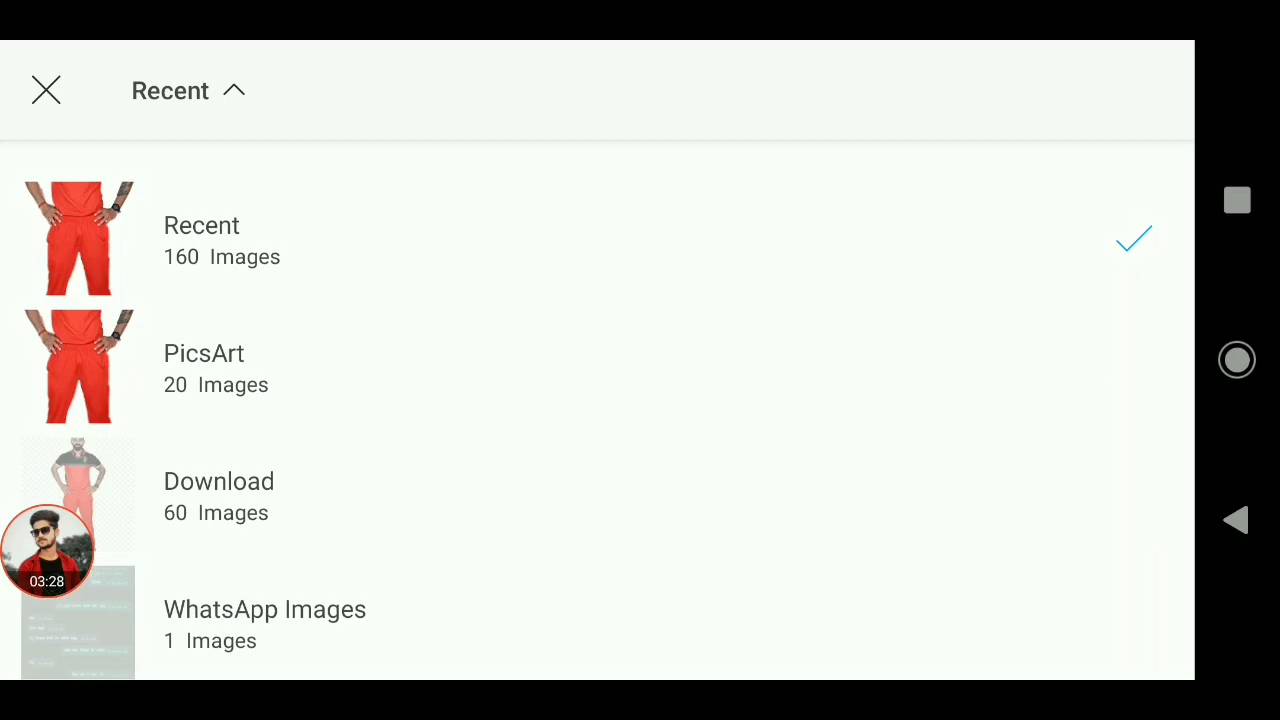 Recent
Recent
160 Images
PicsArt
20 Images
Download
60 Images
03:28
WhatsApp Images
1 Images